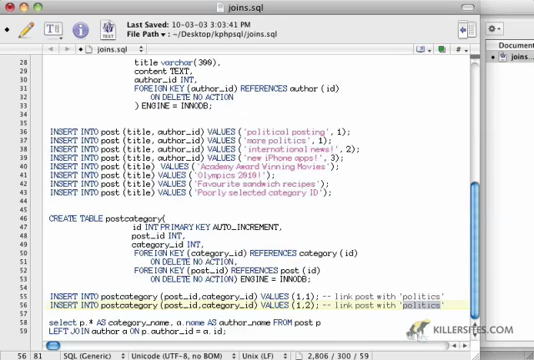 joins.sql
Last Saved: 10-03-03 3:03:41 PM
File Path: ~/Desktop/kphpsql/joins.sql
TEXT
joins.sql
#
Document
joins...
28 title varchar(300),
29 content TEXT,
30 author_id INT,
31 FOREIGN KEY (author_id) REFERENCES author (id)
32 ON DELETE NO ACTION
33 ) ENGINE = INNODB;
34
35
36 INSERT INTO post (title, author_id) VALUES ('political posting', 1);
37 INSERT INTO post (title, author_id) VALUES ('more politics', 1);
38 INSERT INTO post (title, author_id) VALUES ('international news!', 2);
39 INSERT INTO post (title, author_id) VALUES ('new iPhone apps!', 3);
40 INSERT INTO post (title) VALUES ('Academy Award Winning Movies');
41 INSERT INTO post (title) VALUES ('Olympics 2010!');
42 INSERT INTO post (title) VALUES ('Favourite sandwich recipes');
43 INSERT INTO post (title) VALUES ('Poorly selected category ID');
44
45
46 CREATE TABLE postcategory(
47 id INT PRIMARY KEY AUTO_INCREMENT,
48 post_id INT,
49 category_id INT,
50 FOREIGN KEY (category_id) REFERENCES category (id)
51 ON DELETE NO ACTION,
52 FOREIGN KEY (post_id) REFERENCES post (id)
53 ON DELETE NO ACTION) ENGINE = INNODB;
54
55 INSERT INTO postcategory (post_id,category_id) VALUES (1,1); -- link post with 'politics'
56 INSERT INTO postcategory (post_id,category_id) VALUES (1,2); -- link post with 'politics'
57
58 select p.* AS category_name, a.name AS author_name FROM post p
59 LEFT JOIN author a ON p.author_id = a.id;
KILLERSITES.COM
56 53 SQL (Generic) Unicode (UTF-8) Unix (LF) 2,806 / 300 / 59